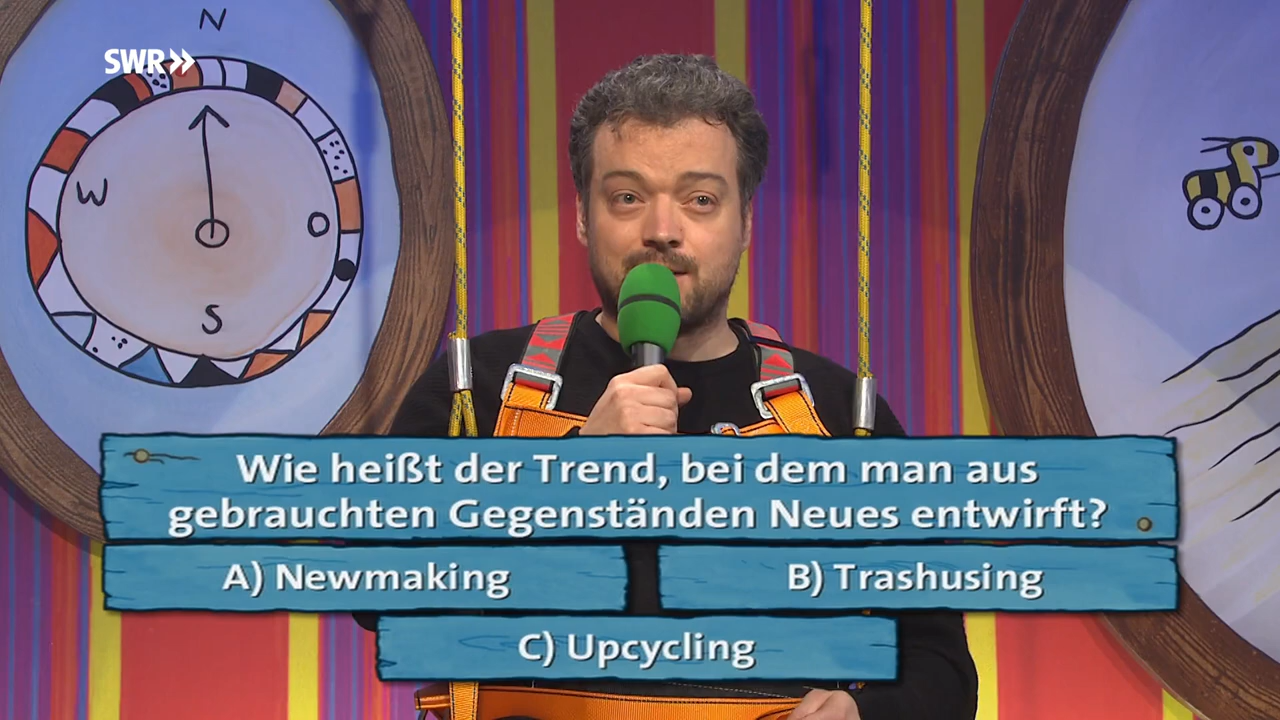 N
SWR»
W
O
S
Wie heißt der Trend, bei dem man aus
gebrauchten Gegenständen Neues entwirft?
A) Newmaking
B) Trashusing
C) Upcycling